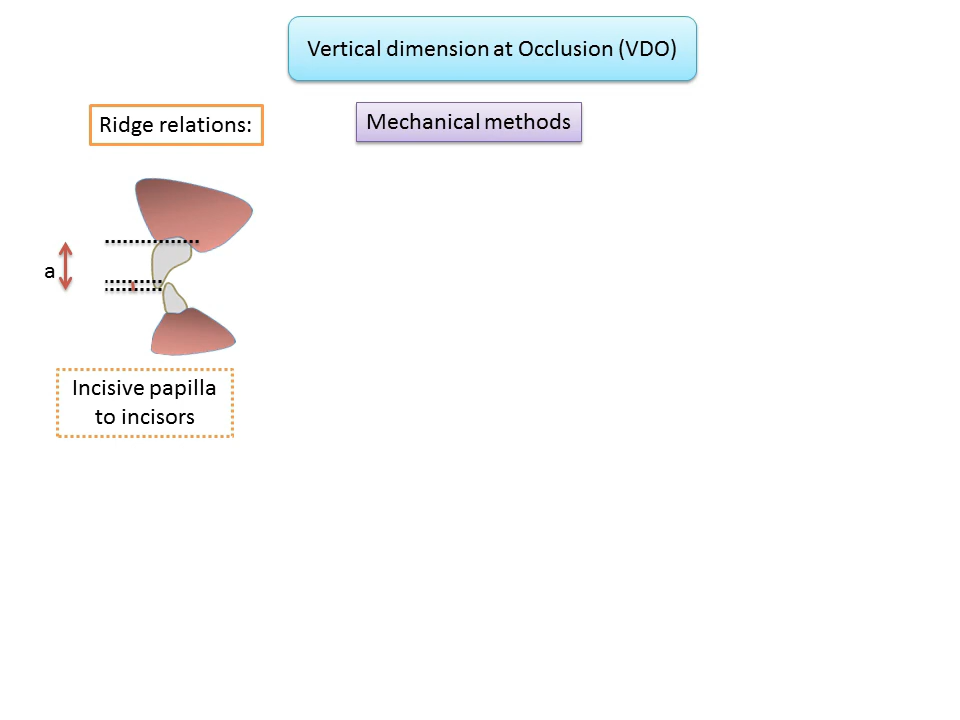 Vertical dimension at Occlusion (VDO)
Ridge relations:
Mechanical methods
a
Incisive papilla
to incisors